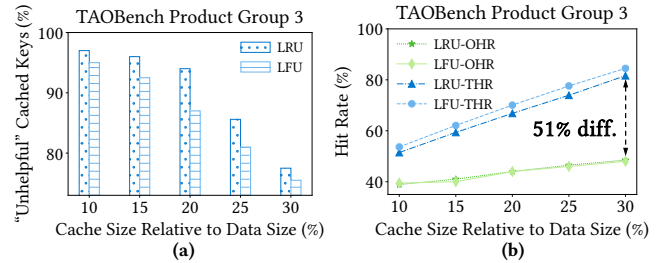 TAOBench Product Group 3
"Unhelpful" Cached Keys (%)
100
90
80
LRU
LFU
10 15 20 25 30
Cache Size Relative to Data Size (%)
(a)
TAOBench Product Group 3
Hit Rate (%)
100
80
60
40
LRU-OHR
LFU-OHR
LRU-THR
LFU-THR
51% diff.
10 15 20 25 30
Cache Size Relative to Data Size (%)
(b)